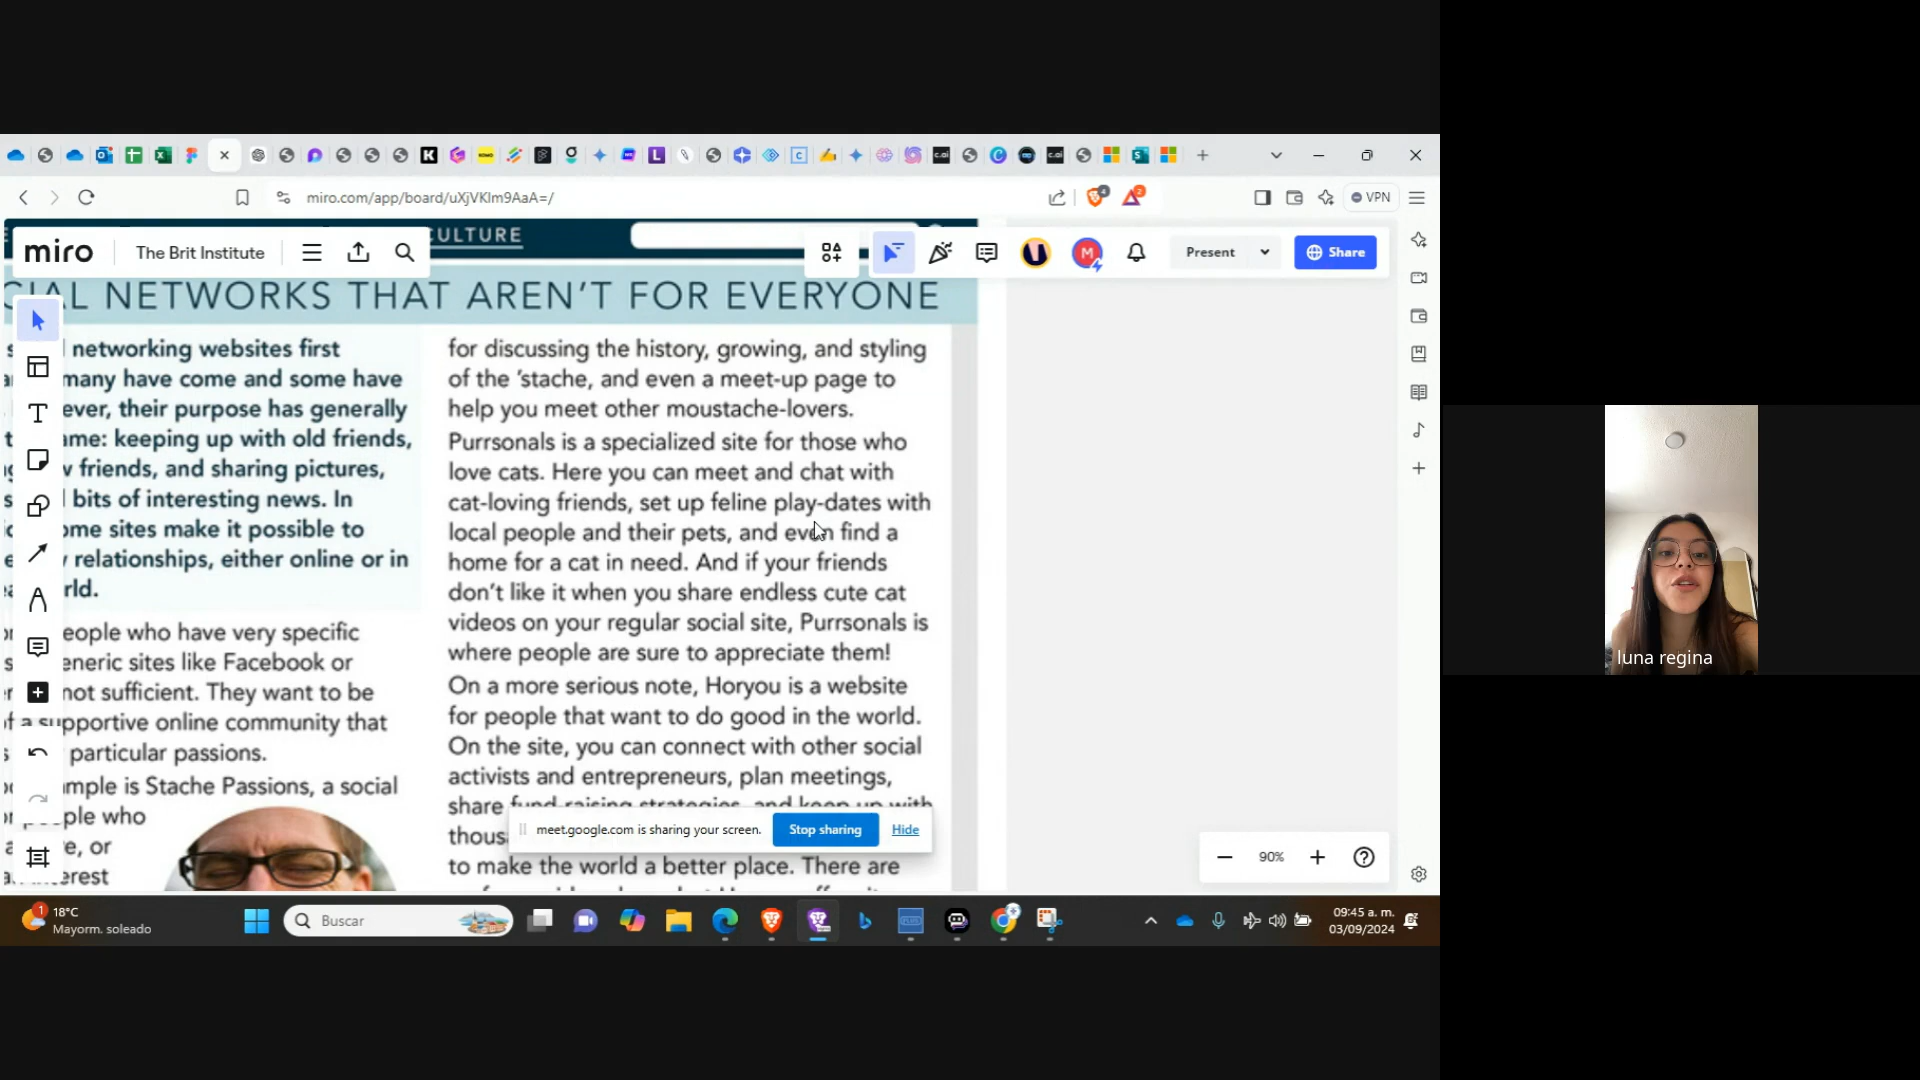 miro.com/app/board/uXjVKlm9AaA=/
VPN
CULTURE
miro
The Brit Institute
M
Present
Share
CIAL NETWORKS THAT AREN'T FOR EVERYONE
networking websites first
many have come and some have
ever, their purpose has generally
ame: keeping up with old friends,
friends, and sharing pictures,
bits of interesting news. In
ome sites make it possible to
relationships, either online or in
rld.
eople who have very specific
eneric sites like Facebook or
not sufficient. They want to be
of a supportive online community that
particular passions.
mple is Stache Passions, a social
ple who
e, or
erest
for discussing the history, growing, and styling
of the 'stache, and even a meet-up page to
help you meet other moustache-lovers.
Purrsonals is a specialized site for those who
love cats. Here you can meet and chat with
cat-loving friends, set up feline play-dates with
local people and their pets, and even find a
home for a cat in need. And if your friends
don't like it when you share endless cute cat
videos on your regular social site, Purrsonals is
where people are sure to appreciate them!
On a more serious note, Horyou is a website
for people that want to do good in the world.
On the site, you can connect with other social
activists and entrepreneurs, plan meetings,
share fund-raising strategies, and keep up with
thous
to make the world a better place. There are
meet.google.com is sharing your screen.
Stop sharing
Hide
90%
18°C
Mayorm. soleado
Buscar
09:45 a. m.
03/09/2024
luna regina